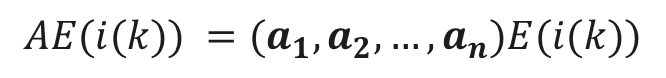 AE(i(k)) = (a₁, a₂, ..., aₙ)E(i(k))